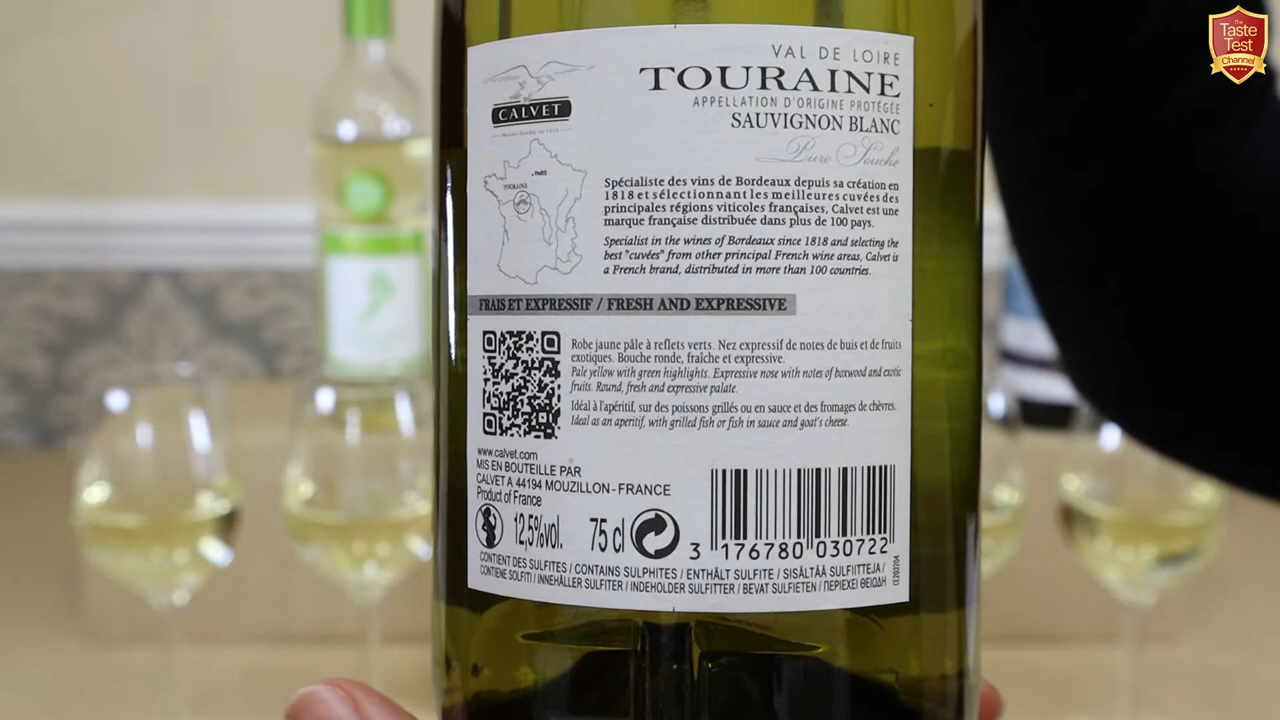 The
Taste
Test
Channel
VAL DE LOIRE
TOURAINE
APPELLATION D'ORIGINE PROTÉGÉE
SAUVIGNON BLANC
Pure Souche
CALVET
PARIS
TOURAINE
Spécialiste des vins de Bordeaux depuis sa création en
1818 et sélectionnant les meilleures cuvées des
principales régions viticoles françaises, Calvet est une
marque française distribuée dans plus de 100 pays.
Specialist in the wines of Bordeaux since 1818 and selecting the
best "cuvées" from other principal French wine areas, Calvet is
a French brand, distributed in more than 100 countries.
FRAIS ET EXPRESSIF / FRESH AND EXPRESSIVE
Robe jaune pâle à reflets verts. Nez expressif de notes de buis et de fruits
exotiques. Bouche ronde, fraîche et expressive.
Pale yellow with green highlights. Expressive nose with notes of boxwood and exotic
fruits. Round, fresh and expressive palate.
Idéal à l'apéritif, sur des poissons grillés ou en sauce et des fromages de chèvres.
Ideal as an aperitif, with grilled fish or fish in sauce and goat's cheese.
www.calvet.com
MIS EN BOUTEILLE PAR
CALVET A 44194 MOUZILLON - FRANCE
Product of France
12,5%vol. 75 cl
3 176780 030722
CONTIENT DES SULFITES / CONTAINS SULPHITES / ENTHÄLT SULFITE / SISÄLTÄÄ SULFIITTEJA /
CONTIENE SOLFITI / INNEHÅLLER SULFITER / INDEHOLDER SULFITTER / BEVAT SULFIETEN / ΠΕΡΙΕΧΕΙ ΘΕΙΩΔΗ